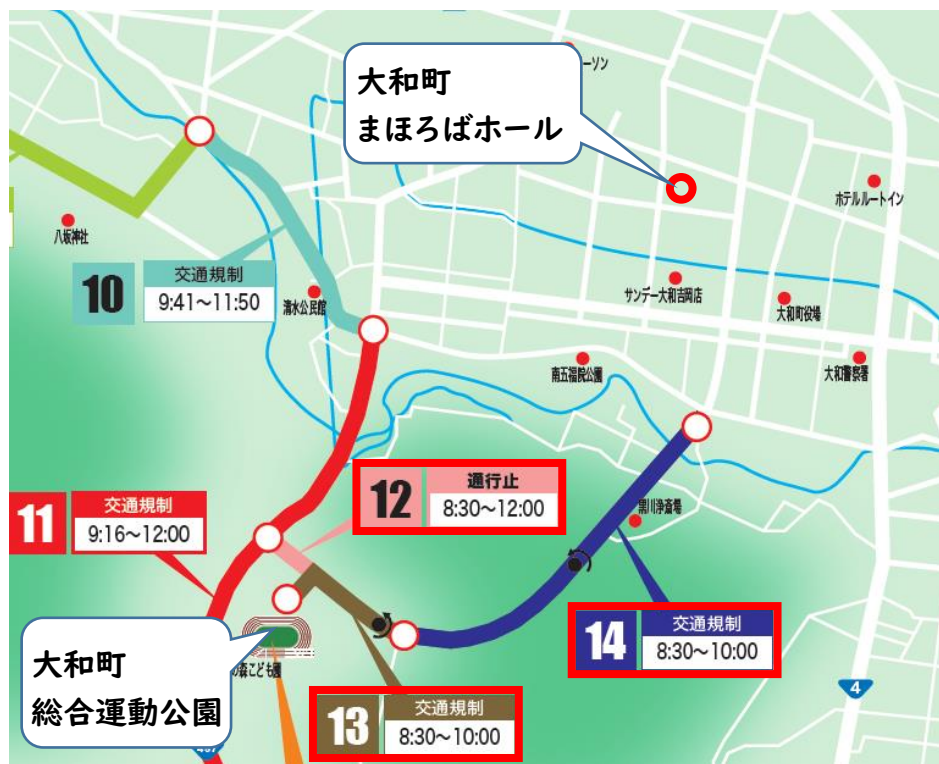 大和町
まほろばホール
ーソン
ホテルルートイン
八坂神社
10
交通規制
9:41～11:50
清水公民館
サンデー大和吉岡店
大和町役場
南五福院公園
大和警察署
12
通行止
8:30～12:00
11
交通規制
9:16～12:00
黒川浄斎場
14
交通規制
8:30～10:00
大和町
総合運動公園
の森こども園
13
交通規制
8:30～10:00
4